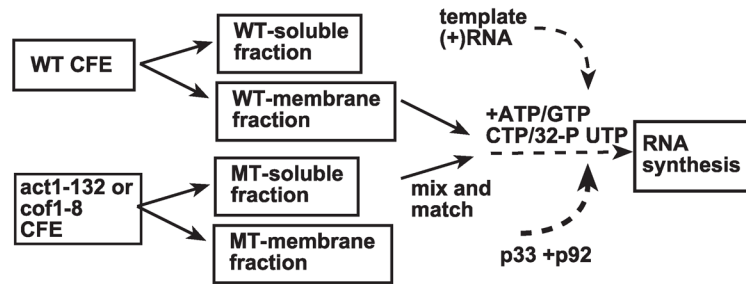 WT CFE
WT-soluble
fraction
WT-membrane
fraction
act1-132 or
cof1-8
CFE
MT-soluble
fraction
MT-membrane
fraction
mix and
match
template
(+)RNA
+ATP/GTP
CTP/32-P UTP
p33 +p92
RNA
synthesis